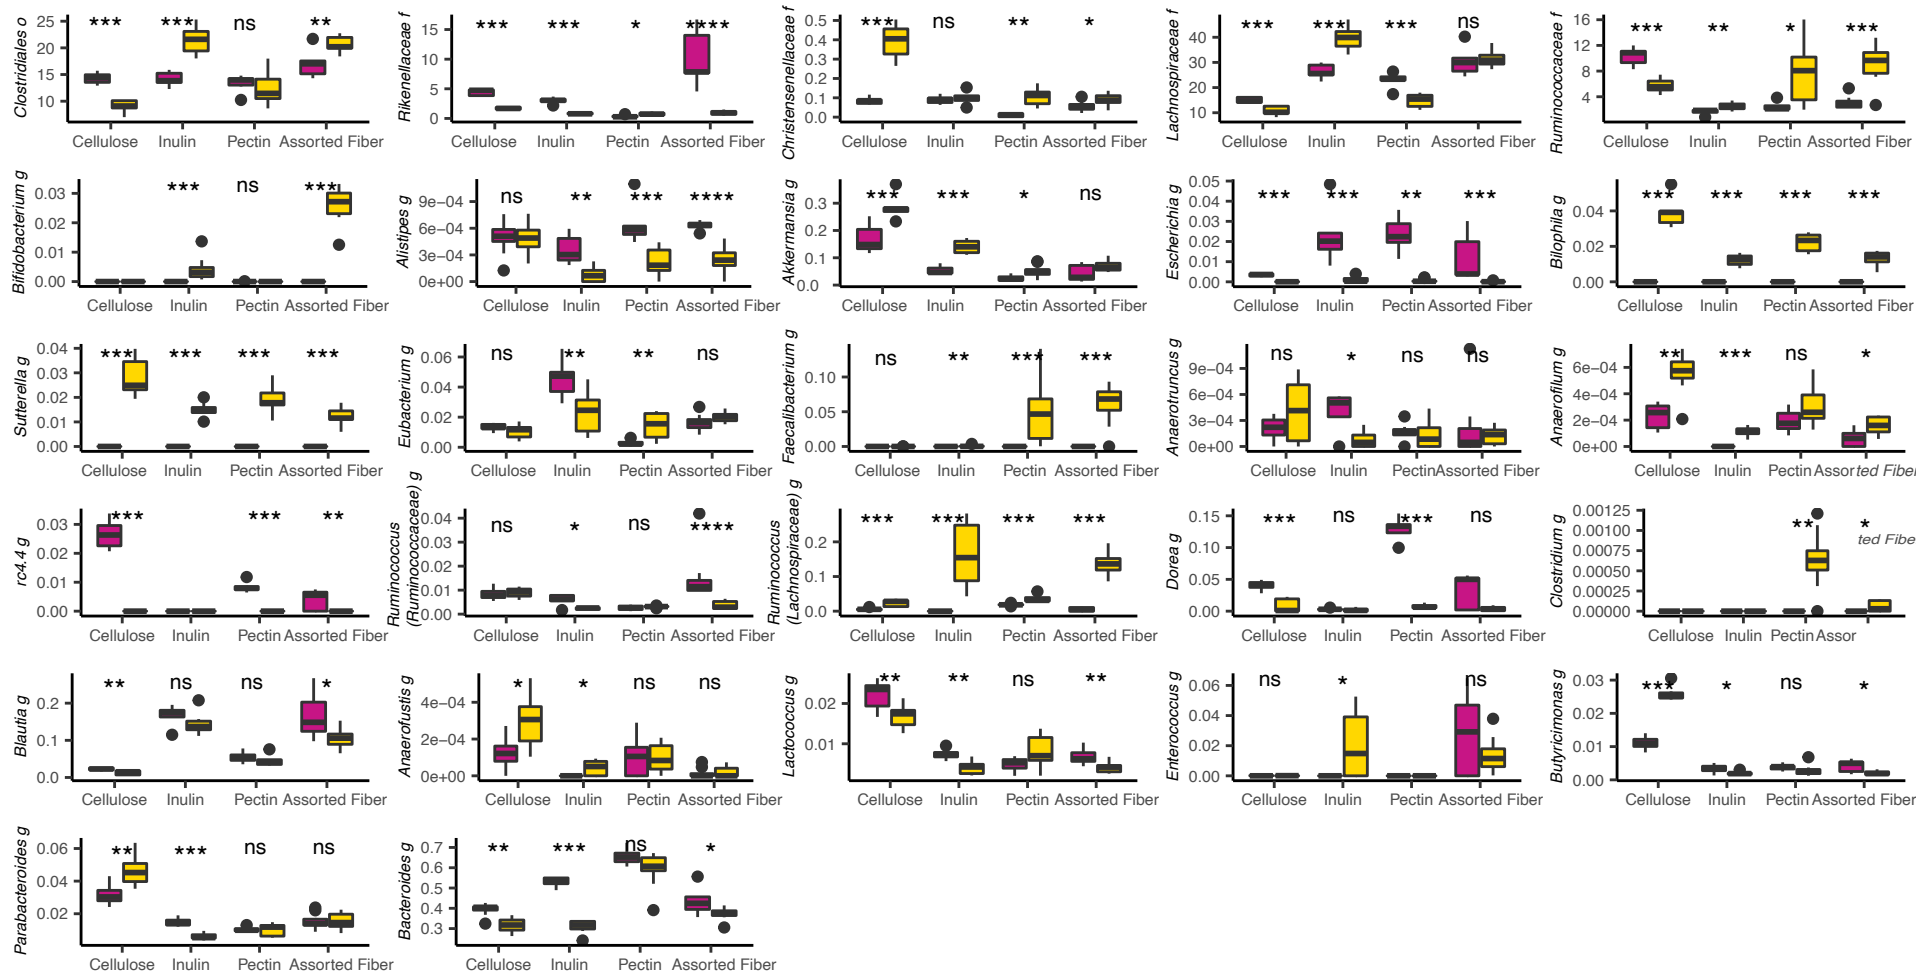 Clostridiales o
25
20
15
10
*** *** ns **
Cellulose Inulin Pectin Assorted Fiber
Rikenellaceae f
15
10
5
0
*** *** * ****
Cellulose Inulin Pectin Assorted Fiber
Christensenellaceae f
0.5
0.4
0.3
0.2
0.1
0.0
*** ns ** *
Cellulose Inulin Pectin Assorted Fiber
Lachnospiraceae f
40
30
20
10
*** *** *** ns
Cellulose Inulin Pectin Assorted Fiber
Ruminococcaceae f
16
12
8
4
*** ** * ***
Cellulose Inulin Pectin Assorted Fiber
Bifidobacterium g
0.03
0.02
0.01
0.00
*** ns ***
Cellulose Inulin Pectin Assorted Fiber
Alistipes g
9e−04
6e−04
3e−04
0e+00
ns ** *** ****
Cellulose Inulin Pectin Assorted Fiber
Akkermansia g
0.3
0.2
0.1
0.0
*** *** * ns
Cellulose Inulin Pectin Assorted Fiber
Escherichia g
0.05
0.04
0.03
0.02
0.01
0.00
*** *** ** ***
Cellulose Inulin Pectin Assorted Fiber
Bilophila g
0.04
0.02
0.00
*** *** *** ***
Cellulose Inulin Pectin Assorted Fiber
Sutterella g
0.04
0.03
0.02
0.01
0.00
*** *** *** ***
Cellulose Inulin Pectin Assorted Fiber
Eubacterium g
0.06
0.04
0.02
0.00
ns ** ** ns
Cellulose Inulin Pectin Assorted Fiber
Faecalibacterium g
0.10
0.05
0.00
ns ** *** ***
Cellulose Inulin Pectin Assorted Fiber
Anaerotruncus g
9e−04
6e−04
3e−04
0e+00
ns * ns ns
Cellulose Inulin Pectin Assorted Fiber
Anaerofilum g
6e−04
4e−04
2e−04
0e+00
** *** ns *
Cellulose Inulin Pectin Assorted Fiber
rc4.4 g
0.03
0.02
0.01
0.00
*** *** **
Cellulose Inulin Pectin Assorted Fiber
Ruminococcus
(Ruminococcaceae) g
0.04
0.03
0.02
0.01
0.00
ns * ns ****
Cellulose Inulin Pectin Assorted Fiber
Ruminococcus
(Lachnospiraceae) g
0.2
0.1
0.0
*** *** *** ***
Cellulose Inulin Pectin Assorted Fiber
Dorea g
0.15
0.10
0.05
0.00
*** ns *** ns
Cellulose Inulin Pectin Assorted Fiber
Clostridium g
0.00125
0.00100
0.00075
0.00050
0.00025
0.00000
** *
ted Fibe
Cellulose Inulin Pectin Assor
Blautia g
0.2
0.1
0.0
** ns ns *
Cellulose Inulin Pectin Assorted Fiber
Anaerofustis g
4e−04
2e−04
0e+00
* * ns ns
Cellulose Inulin Pectin Assorted Fiber
Lactococcus g
0.02
0.01
** ** ns **
Cellulose Inulin Pectin Assorted Fiber
Enterococcus g
0.06
0.04
0.02
0.00
ns * ns
Cellulose Inulin Pectin Assorted Fiber
Butyricimonas g
0.03
0.02
0.01
0.00
*** * ns *
Cellulose Inulin Pectin Assorted Fiber
Parabacteroides g
0.06
0.04
0.02
** *** ns ns
Cellulose Inulin Pectin Assorted Fiber
Bacteroides g
0.7
0.6
0.5
0.4
0.3
** *** ns *
Cellulose Inulin Pectin Assorted Fiber